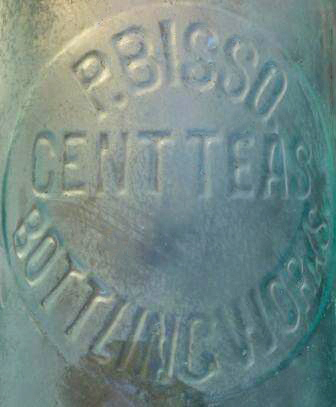 P. BISSO,
CENT TEAS
BOTTLING WORKS